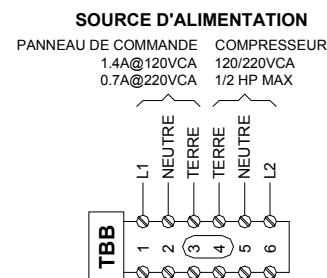 SOURCE D'ALIMENTATION
PANNEAU DE COMMANDE
1.4A@120VCA
0.7A@220VCA
COMPRESSEUR
120/220VCA
1/2 HP MAX
L1
NEUTRE
TERRE
TERRE
NEUTRE
L2
TBB
1
2
3
4
5
6